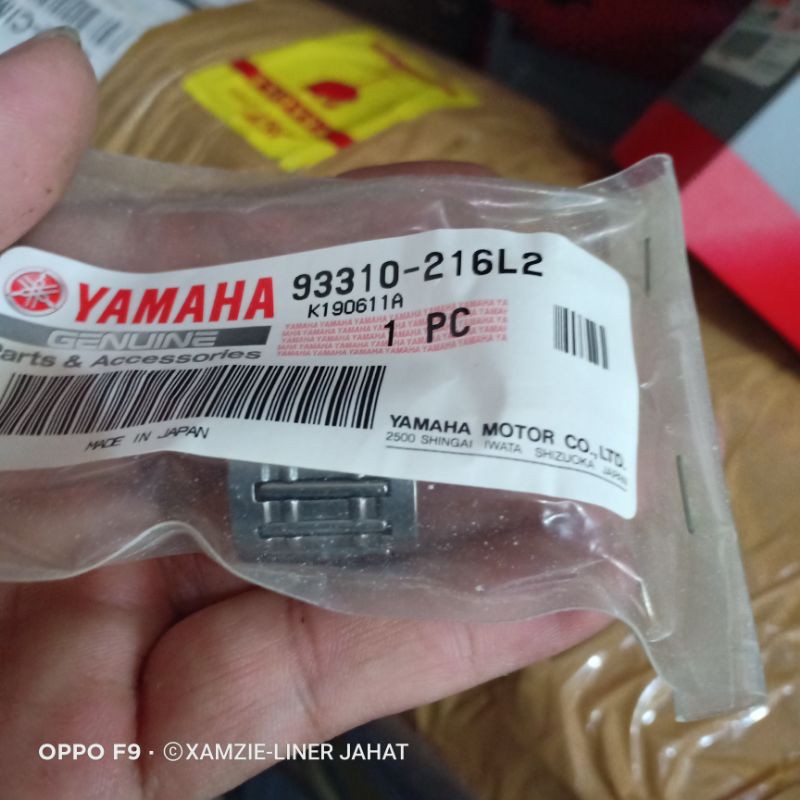 YAMAHA 93310-216L2
K190611A
GENUINE
1 PC
Parts & Accessories
MADE IN JAPAN
YAMAHA MOTOR CO.,LTD.
2500 SHINGAI IWATA SHIZUOKA JAPAN
OPPO F9 · ©XAMZIE-LINER JAHAT